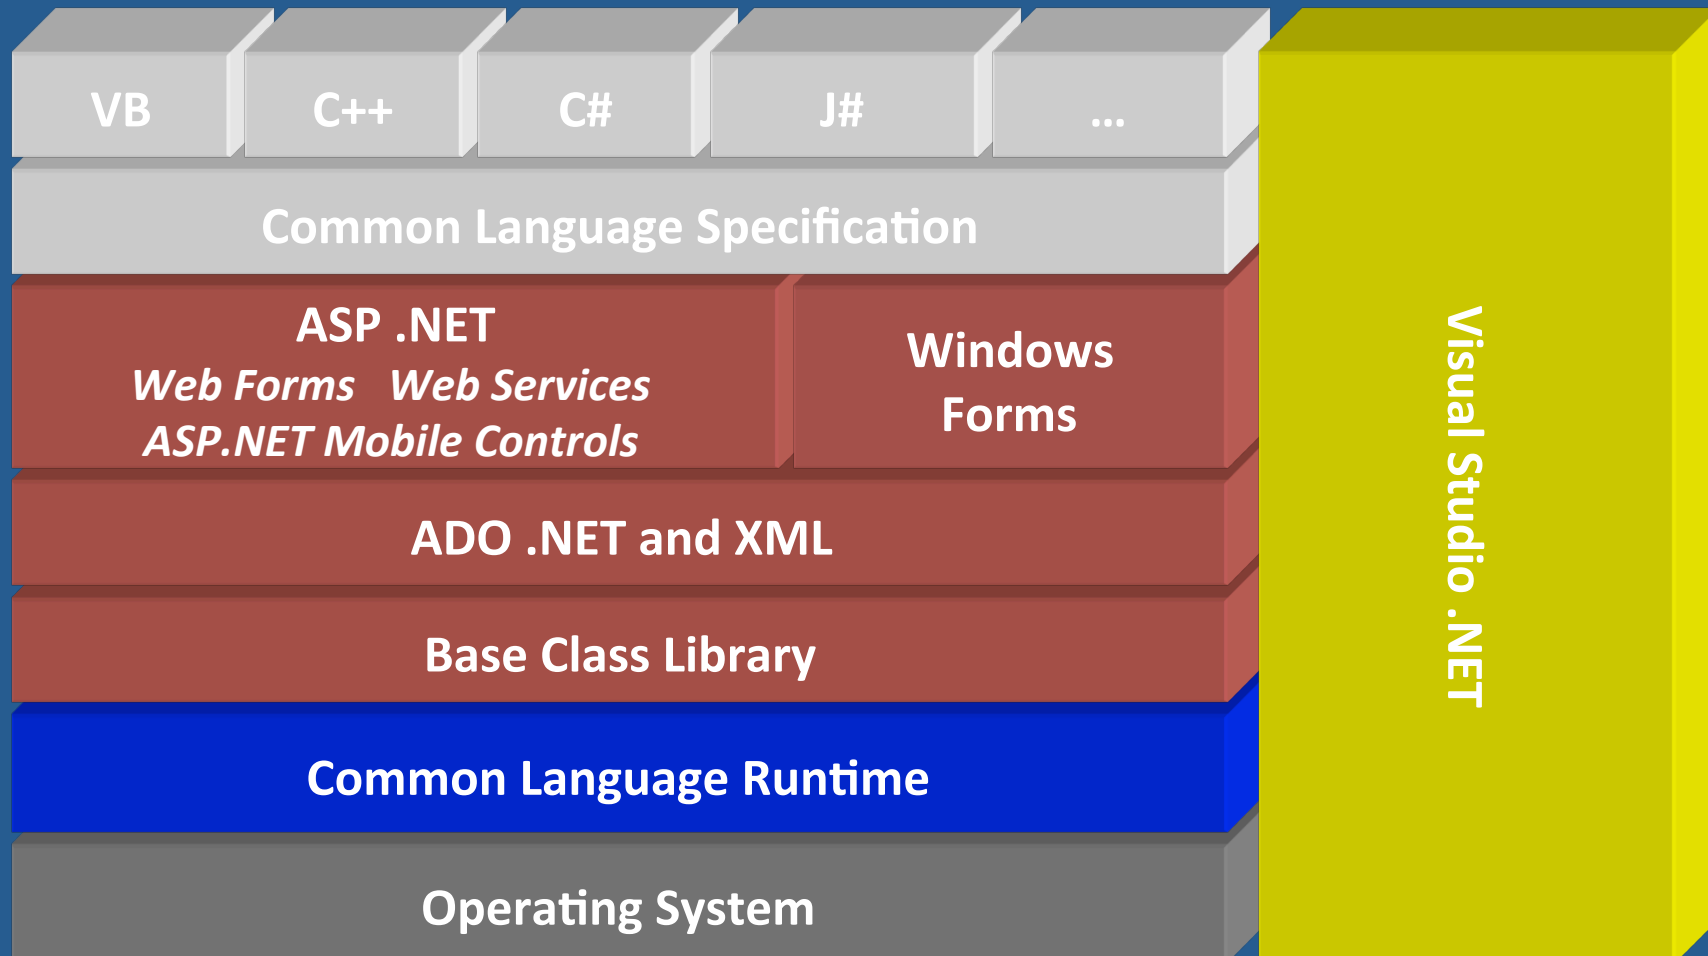 VB
C++
C#
J#
...
Common Language Specification
ASP .NET
Web Forms Web Services
ASP.NET Mobile Controls
Windows
Forms
ADO .NET and XML
Base Class Library
Common Language Runtime
Operating System
Visual Studio .NET